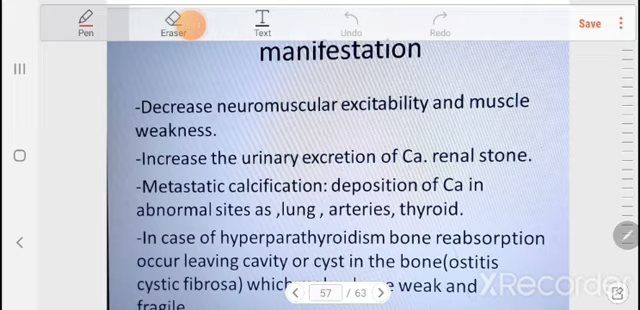 Pen
Eraser
Text
Undo
Redo
Save
manifestation
-Decrease neuromuscular excitability and muscle
weakness.
-Increase the urinary excretion of Ca. renal stone.
-Metastatic calcification: deposition of Ca in
abnormal sites as ,lung , arteries, thyroid.
-In case of hyperparathyroidism bone reabsorption
occur leaving cavity or cyst in the bone(ostitis
cystic fibrosa) which weak and
fragile
57 / 63
XRecorder